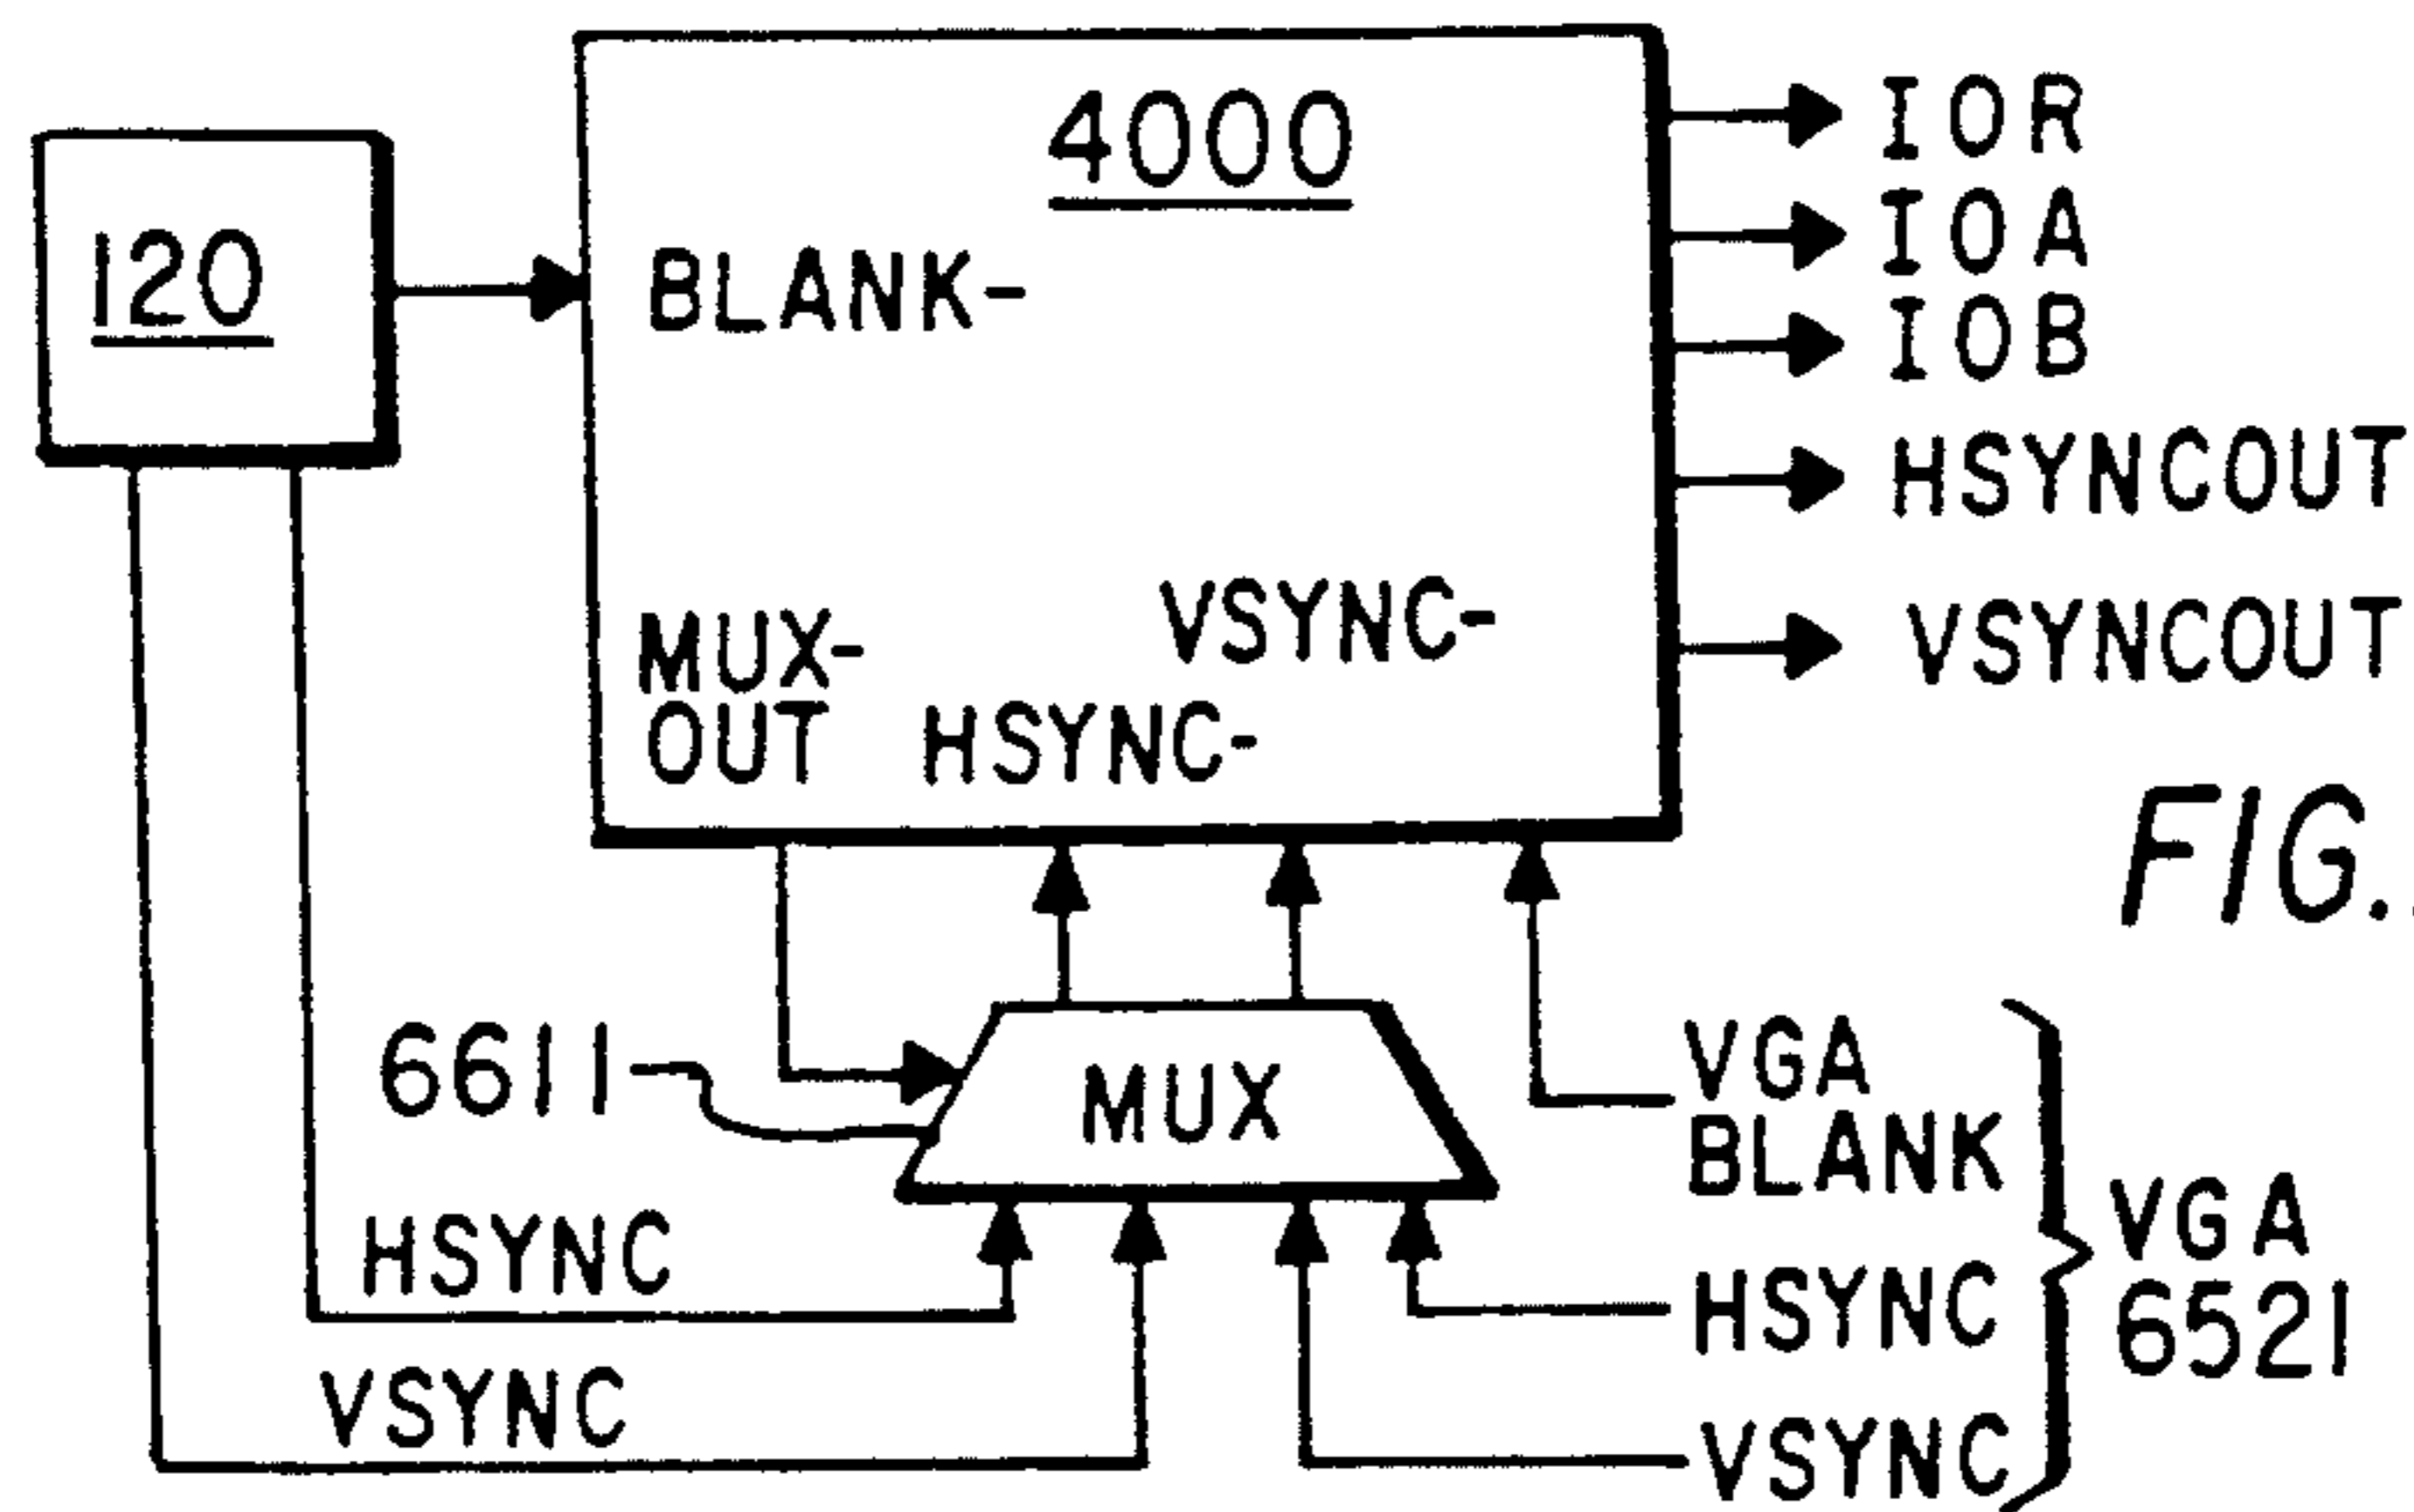 120
4000
BLANK-
MUX-
OUT
HSYNC-
VSYNC-
IOR
IOA
IOB
HSYNCOUT
VSYNCOUT
FIG.
6611
MUX
HSYNC
VSYNC
VGA
BLANK
HSYNC
VSYNC
VGA
6521